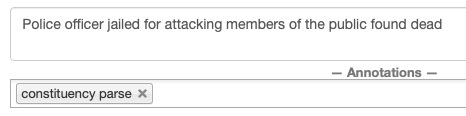 Police officer jailed for attacking members of the public found dead
— Annotations —
constituency parse ×